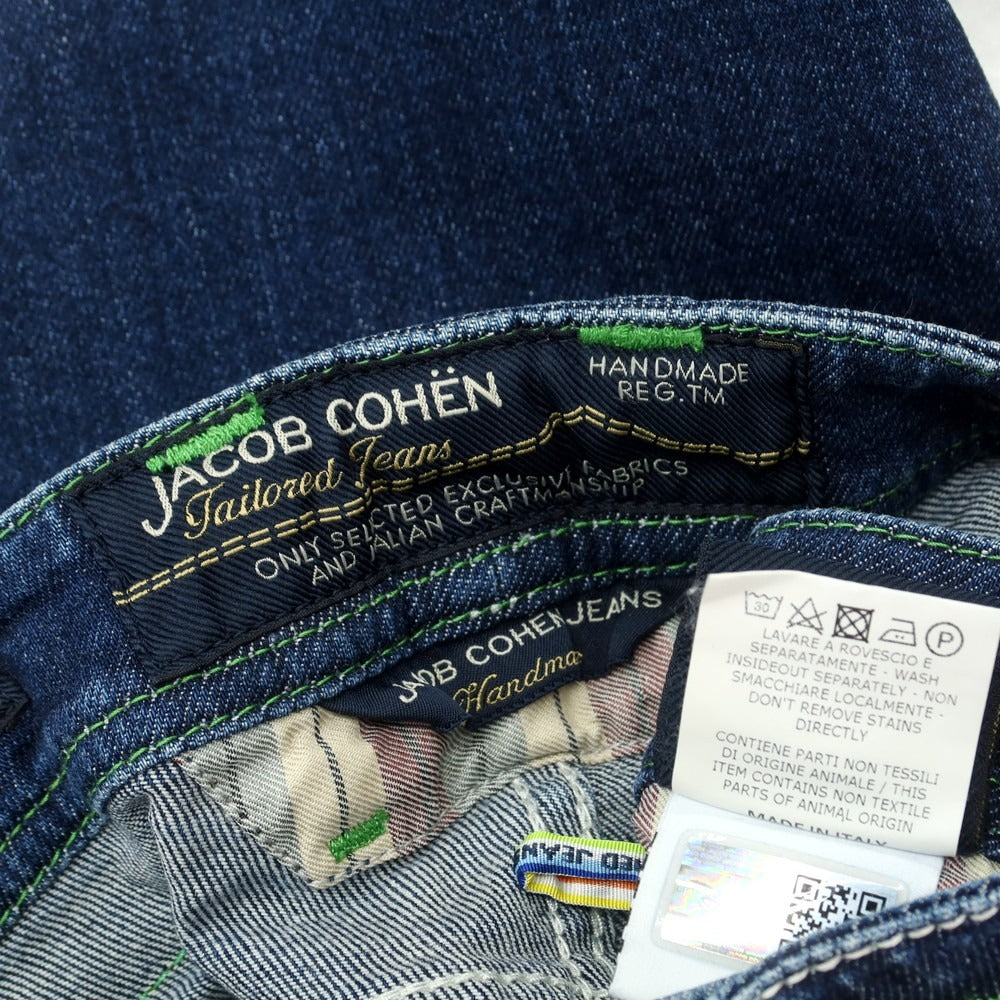 JACOB COHËN
HANDMADE
REG.TM
Tailored Jeans
ONLY SELECTED EXCLUSIVE FABRICS
AND ITALIAN CRAFTMANSHIP
COHEN JEANS
30
P
LAVARE A ROVESCIO E
SEPARATAMENTE - WASH
INSIDEOUT SEPARATELY - NON
SMACCHIARE LOCALMENTE -
DON'T REMOVE STAINS
DIRECTLY
CONTIENE PARTI NON TESSILI
DI ORIGINE ANIMALE / THIS
ITEM CONTAINS NON TEXTILE
PARTS OF ANIMAL ORIGIN
MADE IN ITALY